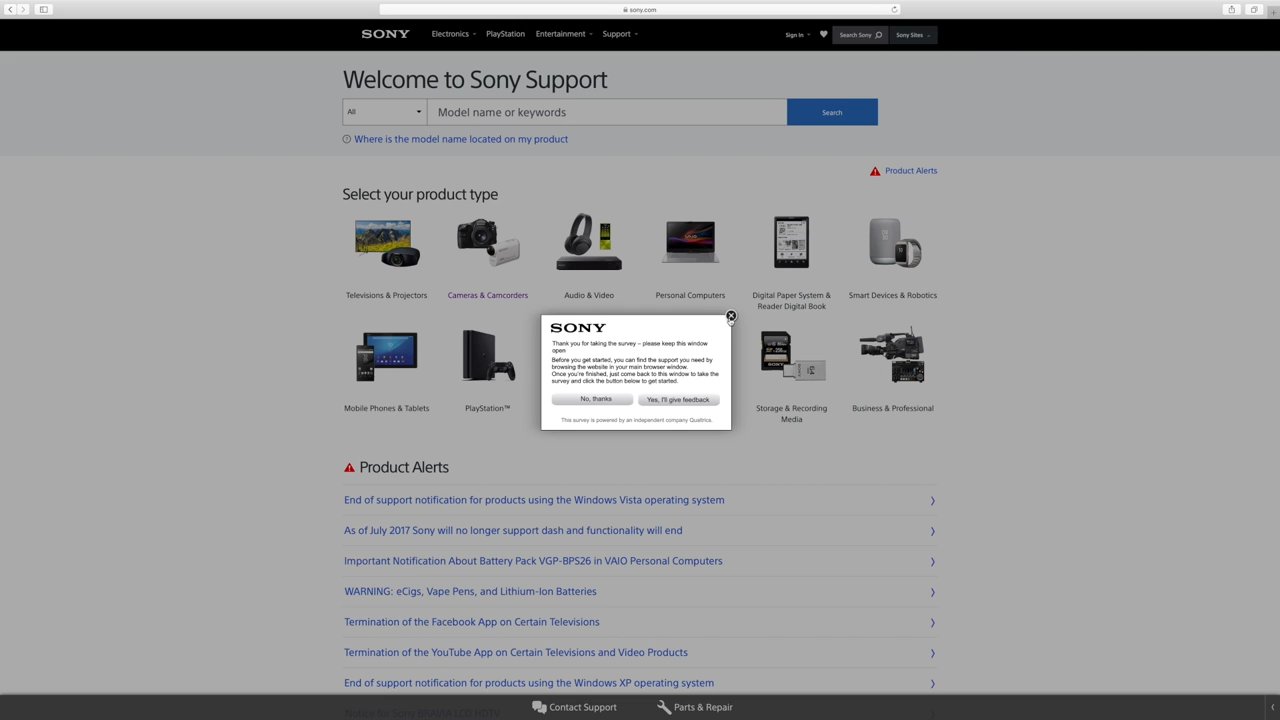 sony.com
SONY Electronics PlayStation Entertainment Support Sign In Search Sony Sony Sites
Welcome to Sony Support
All Model name or keywords Search
Where is the model name located on my product
Product Alerts
Select your product type
Televisions & Projectors
Cameras & Camcorders
Audio & Video
Personal Computers
Digital Paper System &
Reader Digital Book
Smart Devices & Robotics
SONY
Thank you for taking the survey – please keep this window
open
Before you get started, you can find the support you need by
browsing the website in your main browser window.
Once you're finished, just come back to this window to take the
survey and click the button below to get started.
No, thanks
Yes, I'll give feedback
This survey is powered by an independent company Qualtrics.
Mobile Phones & Tablets
PlayStation™
Storage & Recording
Media
Business & Professional
Product Alerts
End of support notification for products using the Windows Vista operating system
As of July 2017 Sony will no longer support dash and functionality will end
Important Notification About Battery Pack VGP-BPS26 in VAIO Personal Computers
WARNING: eCigs, Vape Pens, and Lithium-Ion Batteries
Termination of the Facebook App on Certain Televisions
Termination of the YouTube App on Certain Televisions and Video Products
End of support notification for products using the Windows XP operating system
Contact Support
Parts & Repair